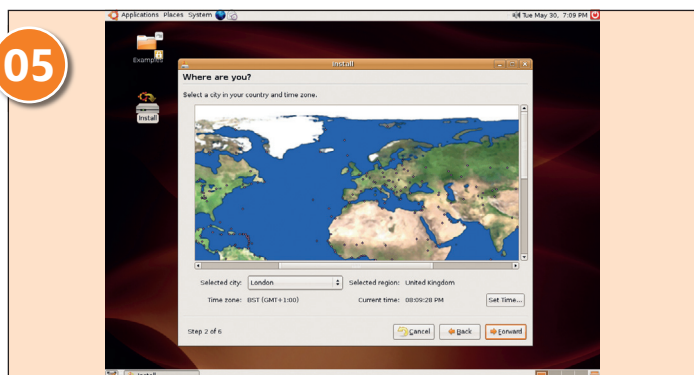 05
Applications Places System
Tue May 30, 7:09 PM
Examples
Install
Install
Where are you?
Select a city in your country and time zone.
Selected city: London Selected region: United Kingdom
Time zone: BST (GMT+1:00) Current time: 08:09:28 PM Set Time...
Step 2 of 6 Cancel Back Forward
Install